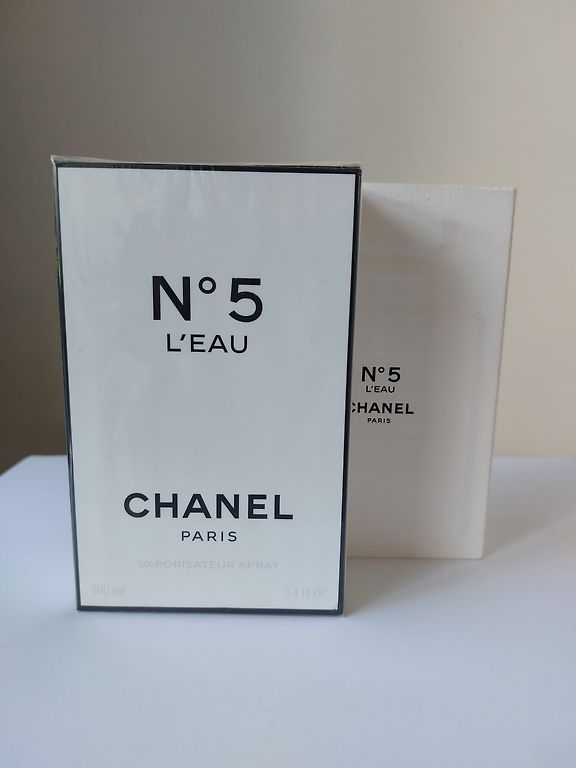 N° 5
L'EAU
CHANEL
PARIS
VAPORISATEUR SPRAY
100 ml
3.4 FL. OZ.
N° 5
L'EAU
CHANEL
PARIS